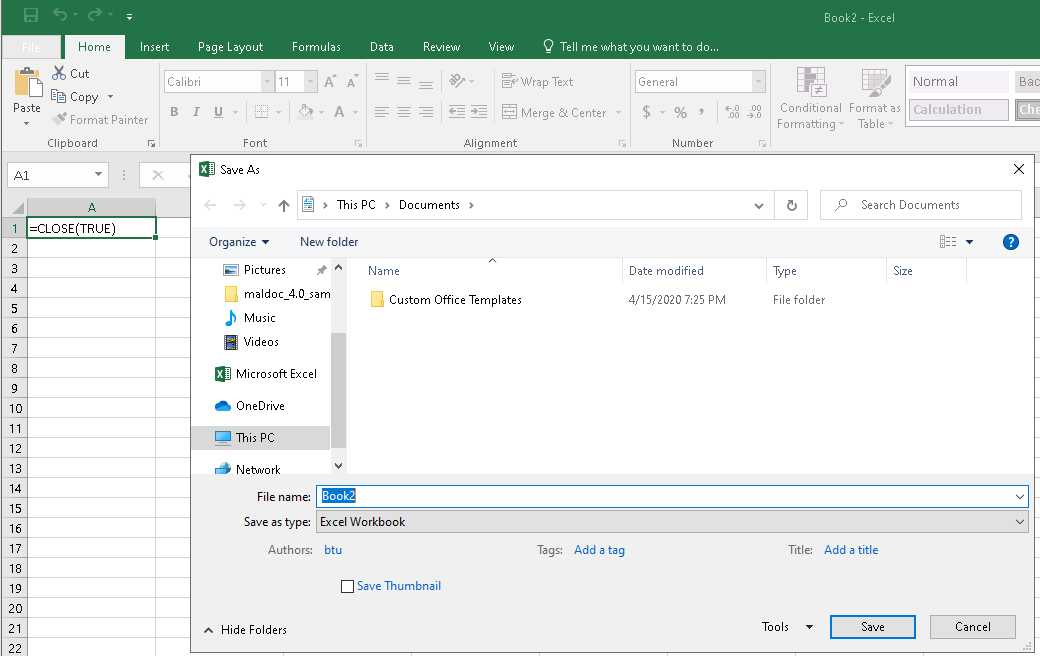 Book2 - Excel
File Home Insert Page Layout Formulas Data Review View Tell me what you want to do...
Paste
Cut
Copy
Format Painter
Clipboard
Calibri 11
B I U A
Font
Wrap Text
Merge & Center
Alignment
General
$ % ,
Number
Conditional Formatting
Format as Table
Normal Bac
Calculation Che
A1
A
1 =CLOSE(TRUE)
2
3
4
5
6
7
8
9
10
11
12
13
14
15
16
17
18
19
20
21
22
Save As
This PC > Documents >
Search Documents
Organize New folder
Pictures
maldoc_4.0_sam
Music
Videos
Microsoft Excel
OneDrive
This PC
Network
Name Date modified Type Size
Custom Office Templates 4/15/2020 7:25 PM File folder
File name: Book2
Save as type: Excel Workbook
Authors: btu Tags: Add a tag Title: Add a title
Save Thumbnail
Hide Folders Tools Save Cancel